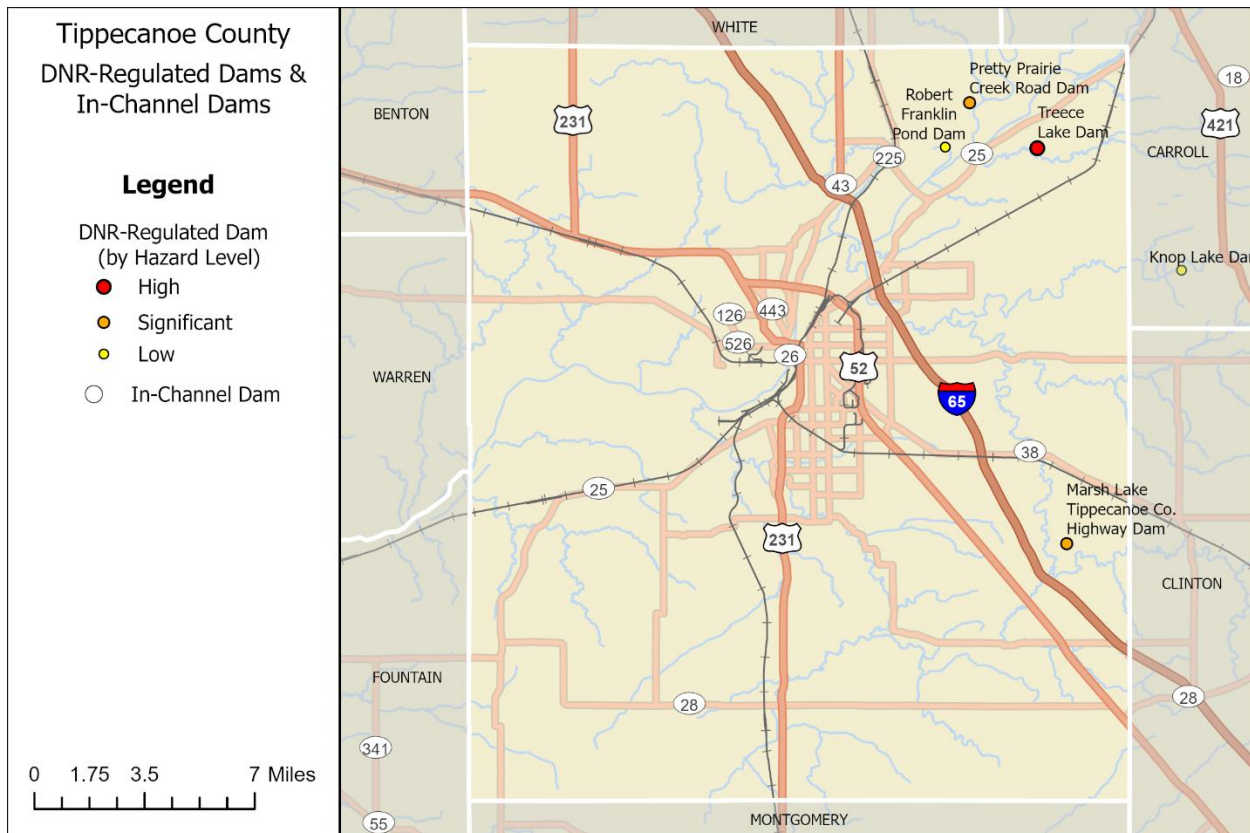 Tippecanoe County
DNR-Regulated Dams &
In-Channel Dams
Legend
DNR-Regulated Dam
(by Hazard Level)
High
Significant
Low
In-Channel Dam
0 1.75 3.5 7 Miles
WHITE
BENTON
231
Pretty Prairie
Creek Road Dam
Robert
Franklin
Pond Dam
Treece
Lake Dam
18
421
CARROLL
225
25
43
Knop Lake Dam
126
443
526
26
52
WARREN
65
38
25
Marsh Lake
Tippecanoe Co.
Highway Dam
231
CLINTON
FOUNTAIN
28
28
341
55
MONTGOMERY